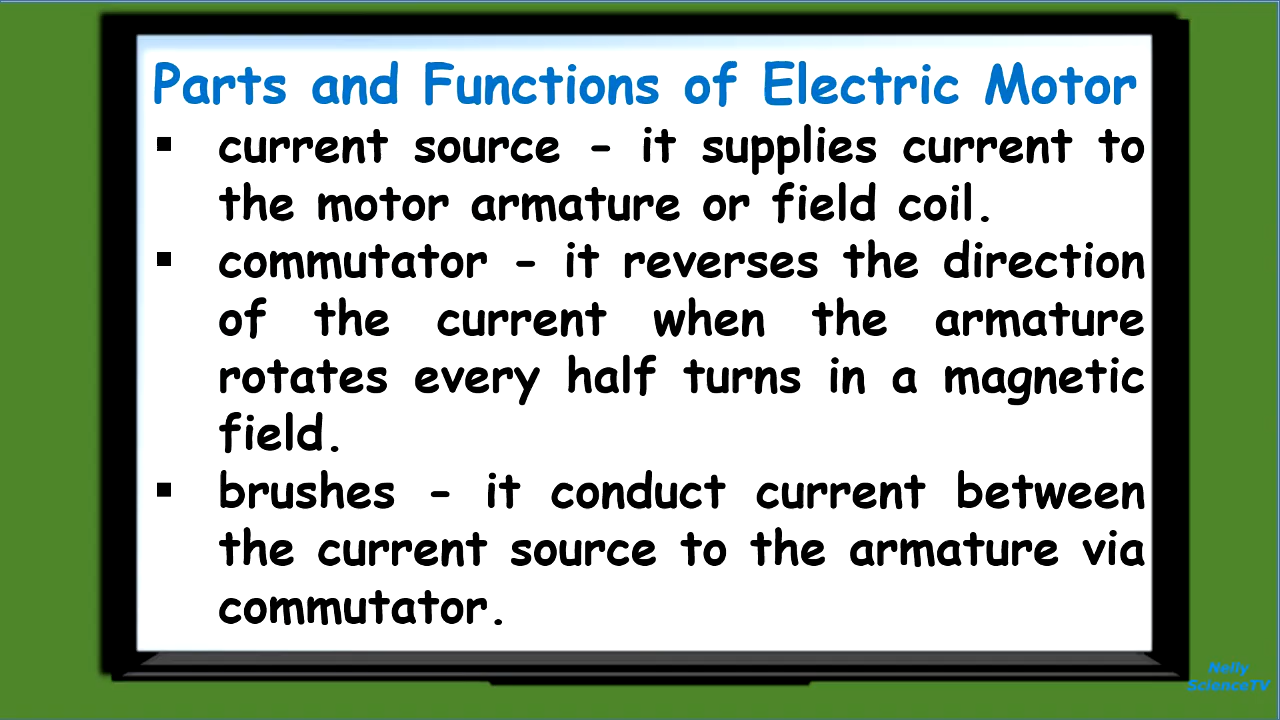 Parts and Functions of Electric Motor
▪ current source - it supplies current to
the motor armature or field coil.
▪ commutator - it reverses the direction
of the current when the armature
rotates every half turns in a magnetic
field.
▪ brushes - it conduct current between
the current source to the armature via
commutator.
Nelly
ScienceTV